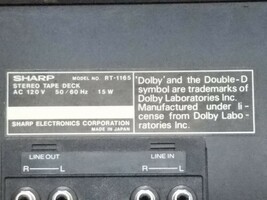 SHARP MODEL NO. RT-1165
STEREO TAPE DECK
AC 120V 50/60 Hz 15W
SHARP ELECTRONICS CORPORATION
MADE IN JAPAN
'Dolby' and the Double-D
symbol are trademarks of
Dolby Laboratories Inc.
Manufactured under li-
cense from Dolby Labo-
ratories Inc.
LINE OUT
R L
LINE IN
R L